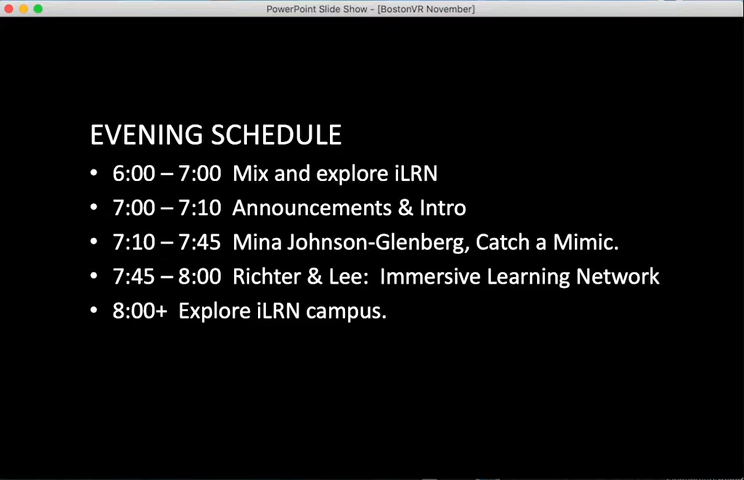 PowerPoint Slide Show - [BostonVR November]
EVENING SCHEDULE
• 6:00 – 7:00 Mix and explore iLRN
• 7:00 – 7:10 Announcements & Intro
• 7:10 – 7:45 Mina Johnson-Glenberg, Catch a Mimic.
• 7:45 – 8:00 Richter & Lee: Immersive Learning Network
• 8:00+ Explore iLRN campus.